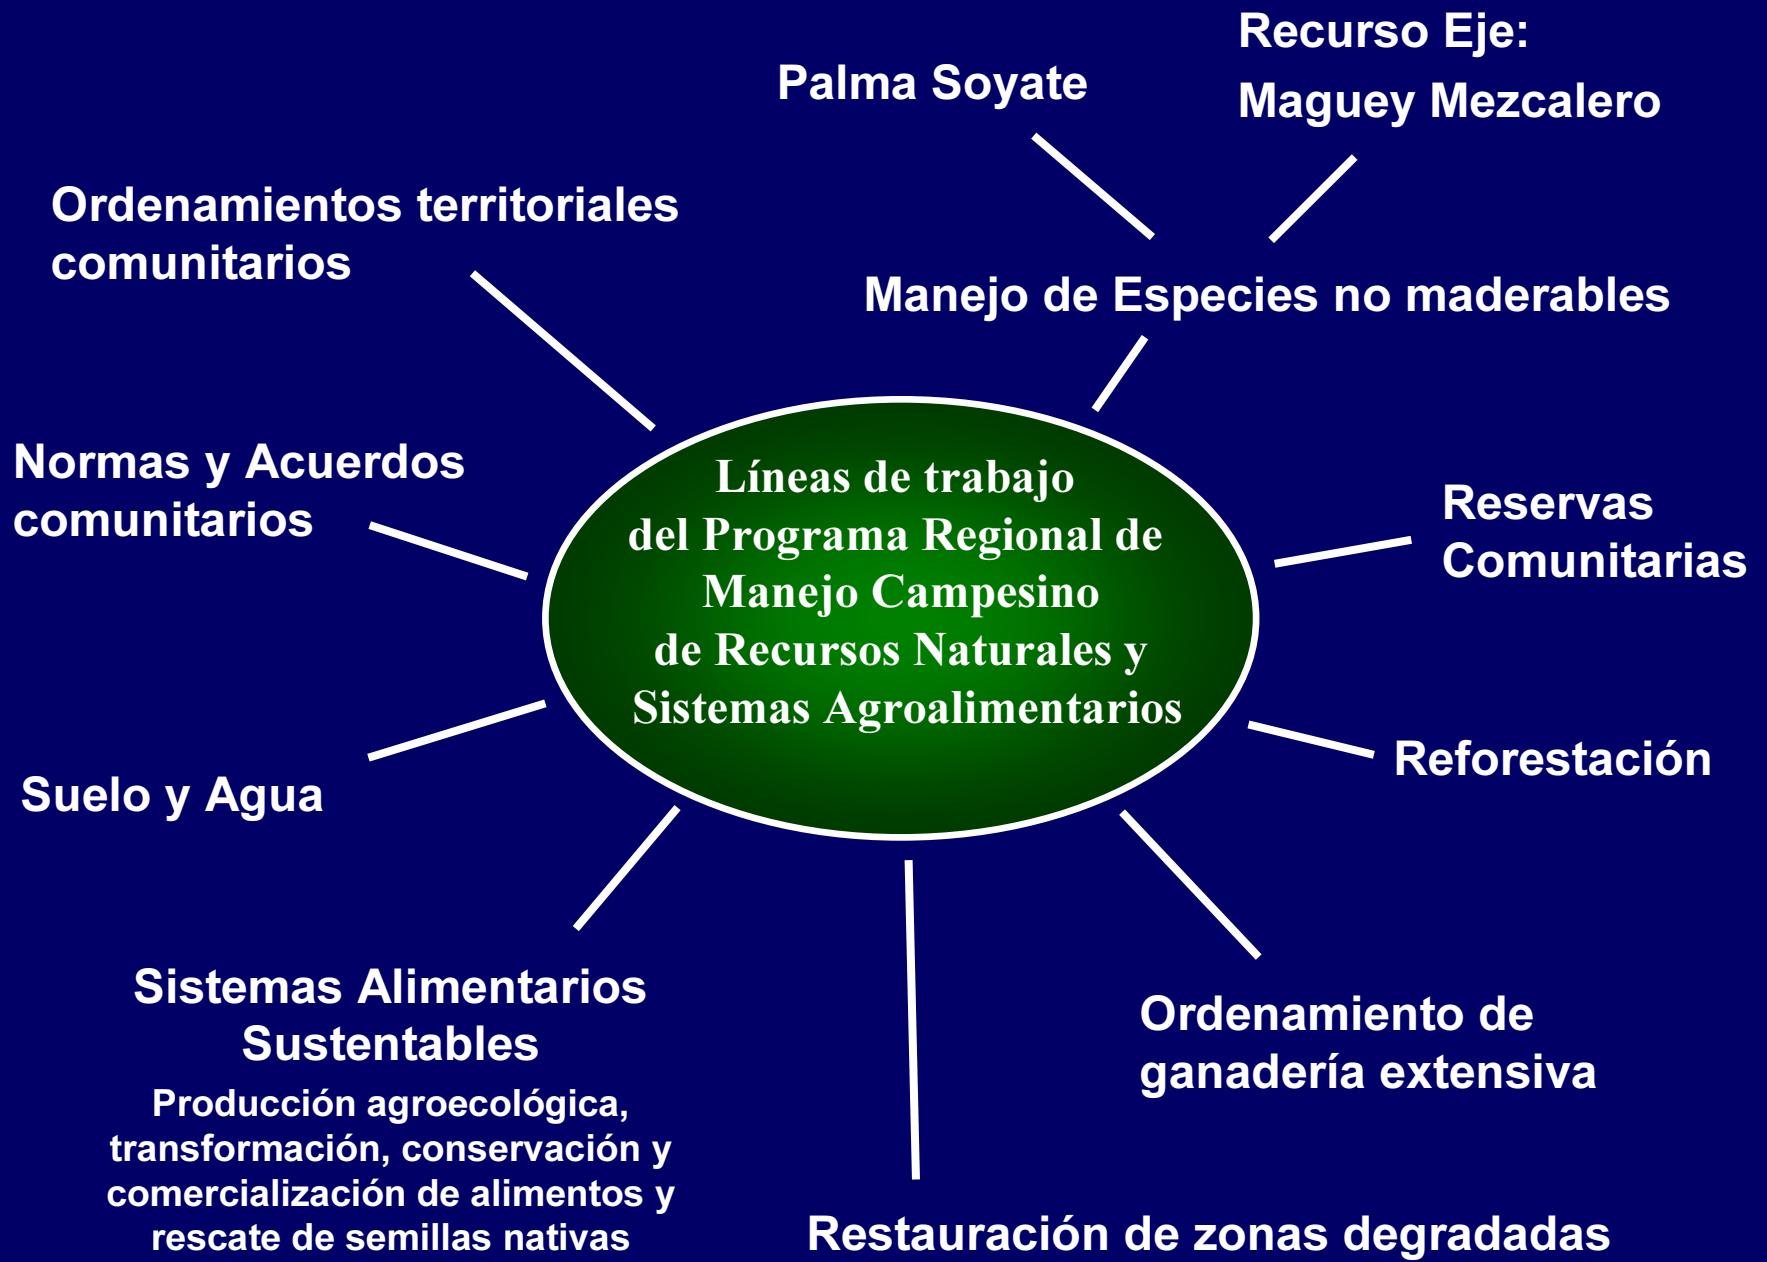 Recurso Eje:
Maguey Mezcalero
Palma Soyate
Ordenamientos territoriales
comunitarios
Manejo de Especies no maderables
Normas y Acuerdos
comunitarios
Líneas de trabajo
del Programa Regional de
Manejo Campesino
de Recursos Naturales y
Sistemas Agroalimentarios
Reservas
Comunitarias
Suelo y Agua
Reforestación
Sistemas Alimentarios
Sustentables
Producción agroecológica,
transformación, conservación y
comercialización de alimentos y
rescate de semillas nativas
Ordenamiento de
ganadería extensiva
Restauración de zonas degradadas